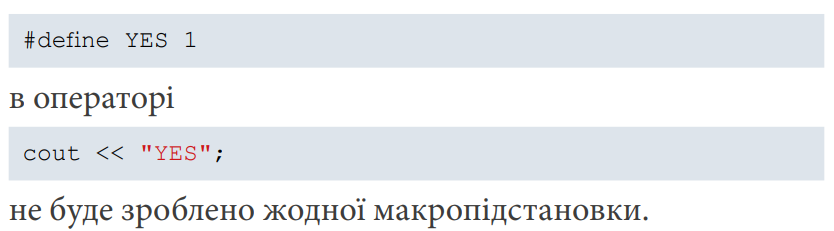 #define YES 1
в операторі
cout << "YES";
не буде зроблено жодної макропідстановки.